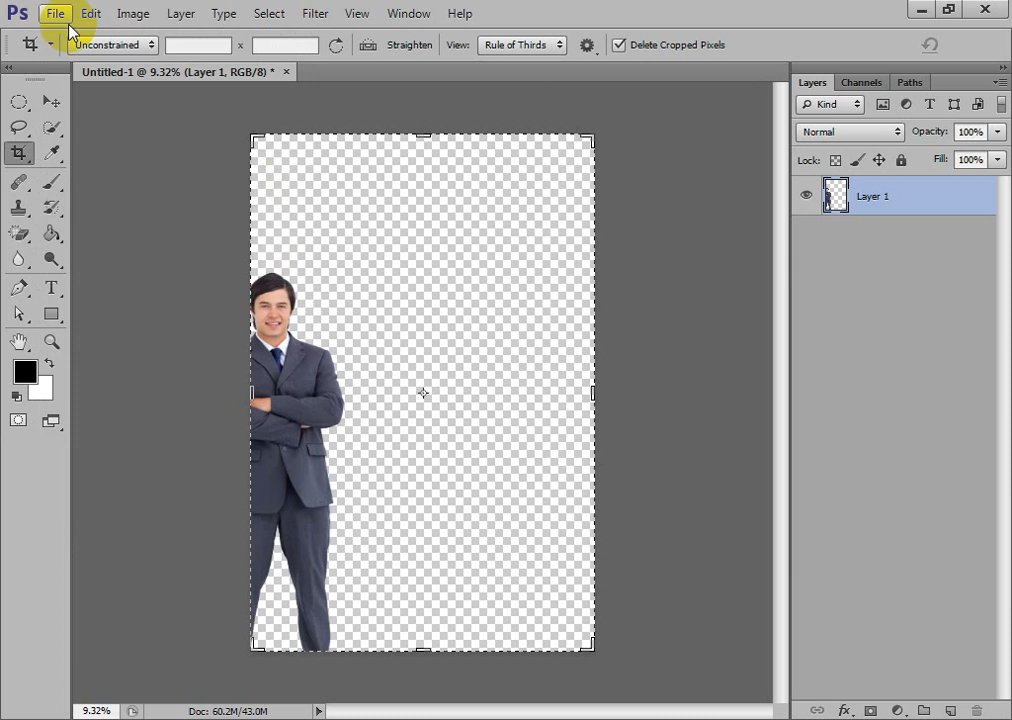 Ps File Edit Image Layer Type Select Filter View Window Help
Unconstrained x Straighten View: Rule of Thirds Delete Cropped Pixels
Untitled-1 @ 9.32% (Layer 1, RGB/8) * ×
Layers Channels Paths
Kind
Normal Opacity: 100%
Lock: Fill: 100%
Layer 1
9.32% Doc: 60.2M/43.0M